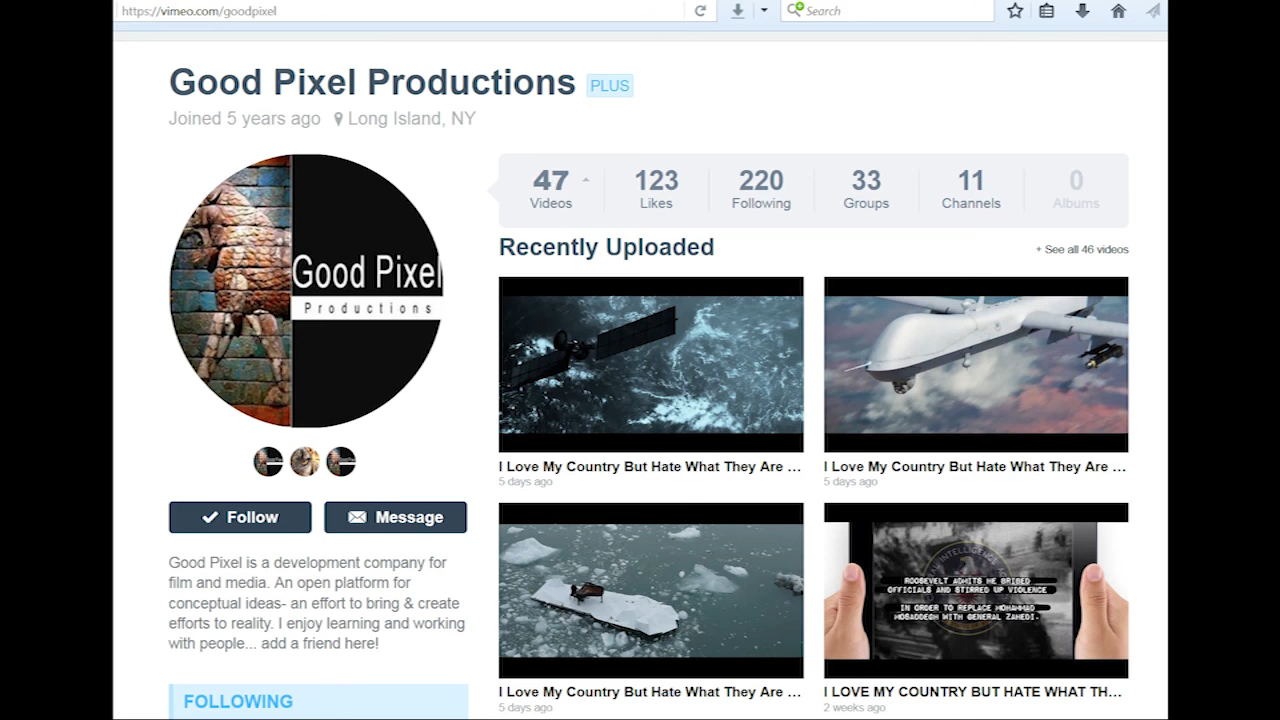 https://vimeo.com/goodpixel
Search
Good Pixel Productions PLUS
Joined 5 years ago Long Island, NY
Good Pixel
Productions
47 123 220 33 11 0
Videos Likes Following Groups Channels Albums
Recently Uploaded + See all 46 videos
I Love My Country But Hate What They Are ...
5 days ago
I Love My Country But Hate What They Are ...
5 days ago
Follow Message
Good Pixel is a development company for
film and media. An open platform for
conceptual ideas- an effort to bring & create
efforts to reality. I enjoy learning and working
with people... add a friend here!
FOLLOWING
I Love My Country But Hate What They Are ...
5 days ago
INTELLIGENCE
ROOSEVELT ADMITS HE BRIBED
OFFICIALS AND STIRRED UP VIOLENCE
IN ORDER TO REPLACE MOHAMMAD
MOSADDEGH WITH GENERAL ZAHEDI.
I LOVE MY COUNTRY BUT HATE WHAT TH...
2 weeks ago